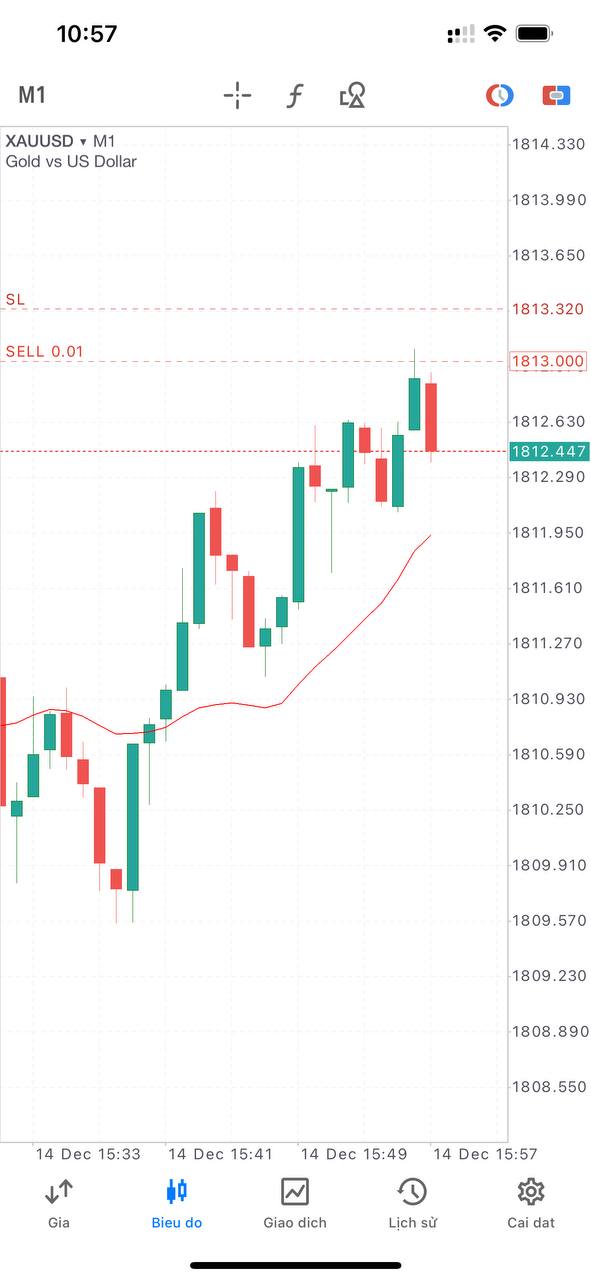 10:57
M1
XAUUSD ▾ M1
Gold vs US Dollar
1814.330
1813.990
1813.650
SL
1813.320
SELL 0.01
1813.000
1812.630
1812.447
1812.290
1811.950
1811.610
1811.270
1810.930
1810.590
1810.250
1809.910
1809.570
1809.230
1808.890
1808.550
14 Dec 15:33 14 Dec 15:41 14 Dec 15:49 14 Dec 15:57
Gia Bieu do Giao dich Lịch sử Cai dat